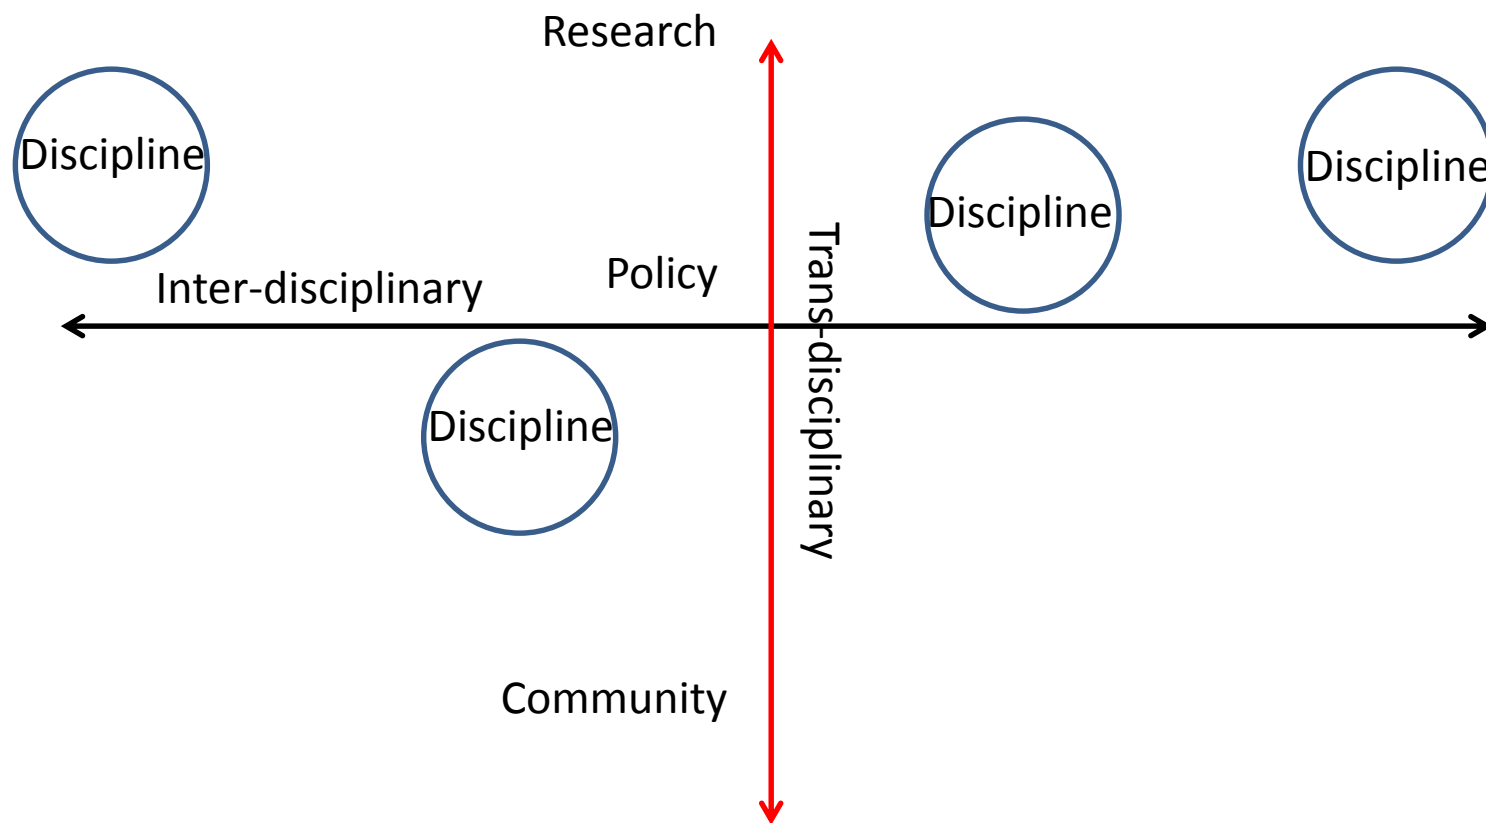 Research
Discipline
Discipline
Discipline
Inter-disciplinary
Policy
Trans-disciplinary
Discipline
Community